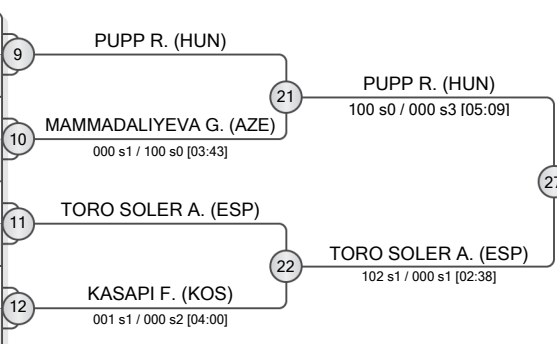 9
PUPP R. (HUN)
21
PUPP R. (HUN)
100 s0 / 000 s3 [05:09]
10
MAMMADALIYEVA G. (AZE)
000 s1 / 100 s0 [03:43]
27
11
TORO SOLER A. (ESP)
22
TORO SOLER A. (ESP)
102 s1 / 000 s1 [02:38]
12
KASAPI F. (KOS)
001 s1 / 000 s2 [04:00]